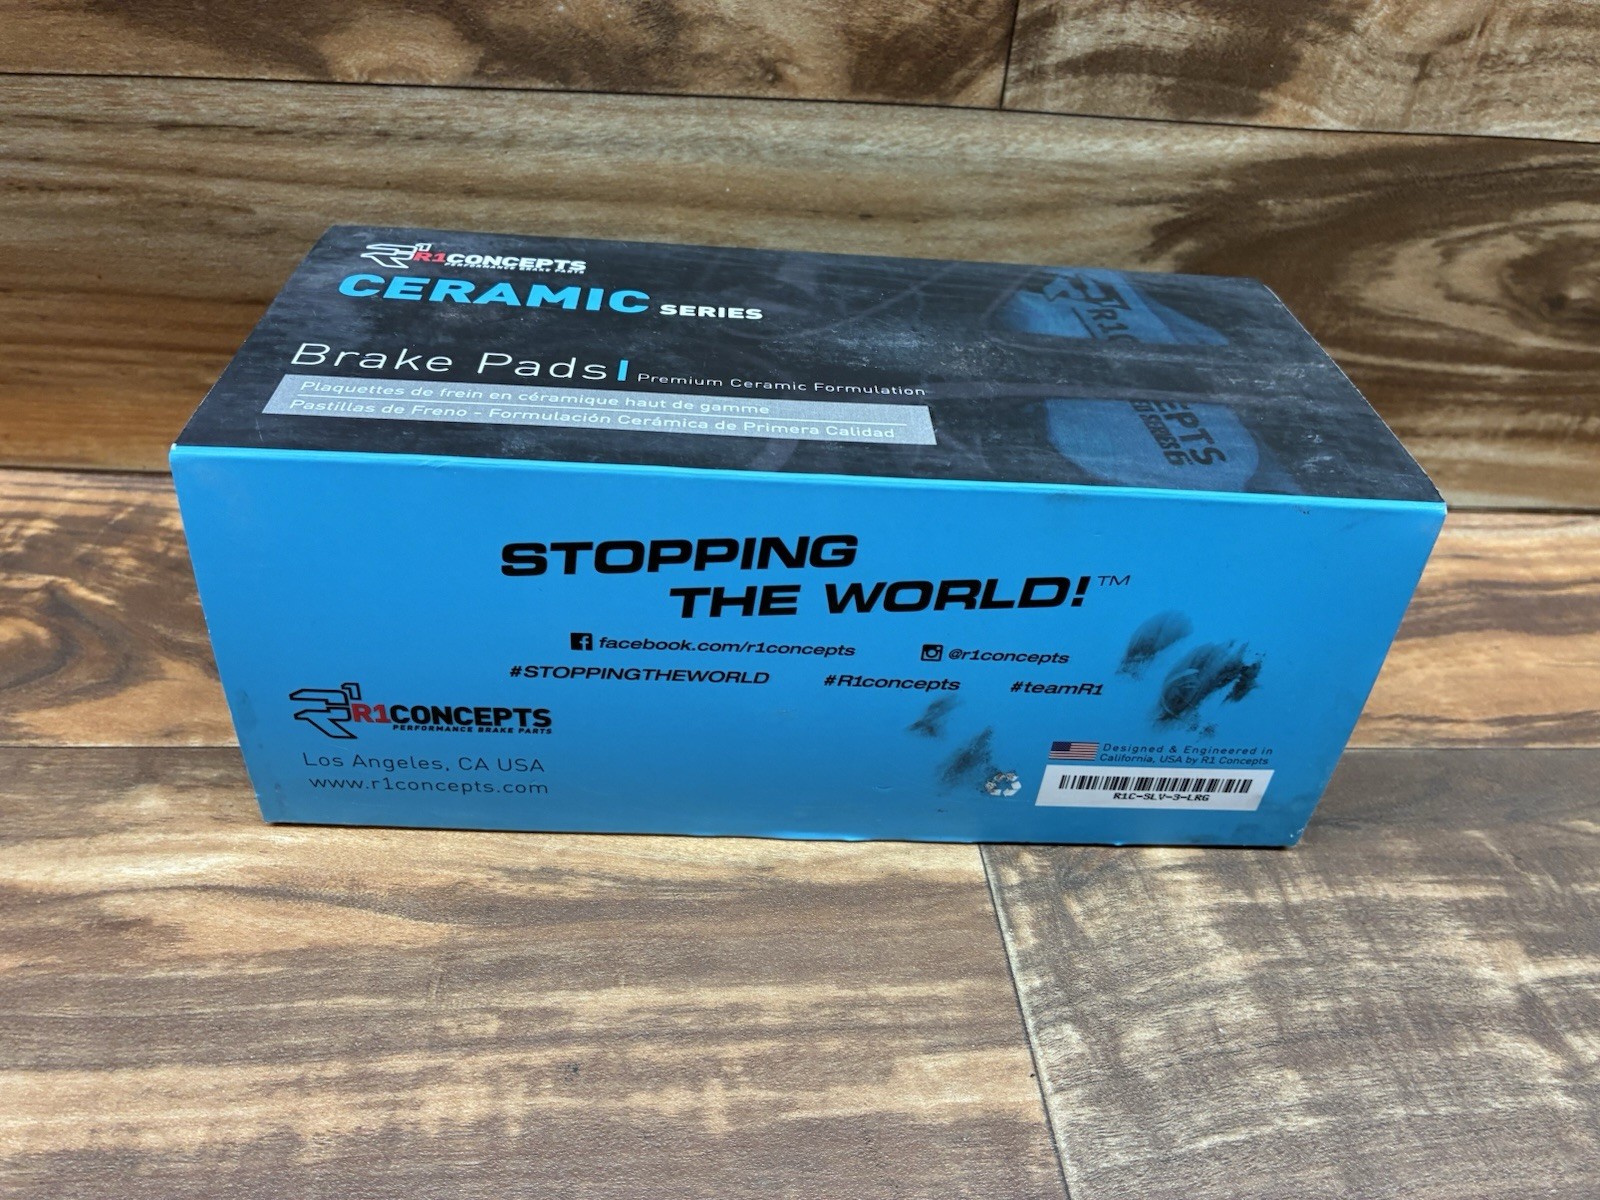 R1CONCEPTS
PERFORMANCE BRAKE PARTS
CERAMIC SERIES
Brake Pads
Premium Ceramic Formulation
Plaquettes de frein en céramique haut de gamme
Pastillas de Freno - Formulación Cerámica de Primera Calidad
R1C
EPTS
STOPPING
THE WORLD!™
facebook.com/r1concepts
@r1concepts
#STOPPINGTHEWORLD #R1concepts #teamR1
R1CONCEPTS
PERFORMANCE BRAKE PARTS
Los Angeles, CA USA
www.r1concepts.com
Designed & Engineered in
California, USA by R1 Concepts
R1C-SLV-3-LRG